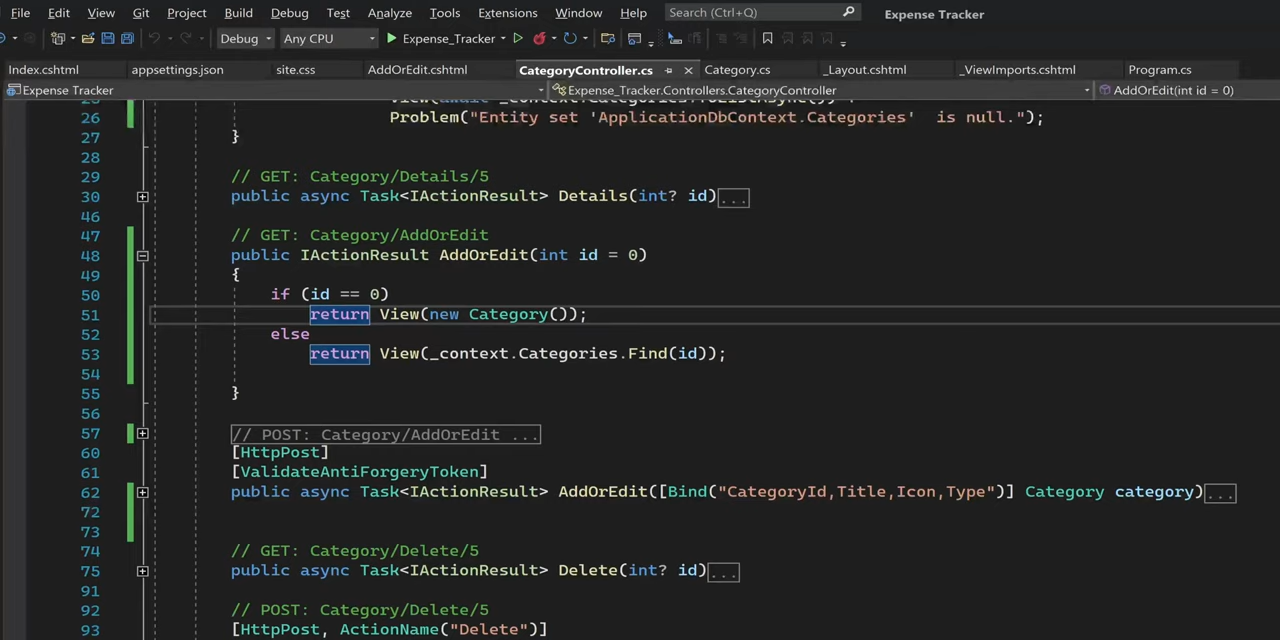 File Edit View Git Project Build Debug Test Analyze Tools Extensions Window Help Search (Ctrl+Q) Expense Tracker
Debug Any CPU Expense_Tracker
Index.cshtml appsettings.json site.css AddOrEdit.cshtml CategoryController.cs Category.cs _Layout.cshtml _ViewImports.cshtml Program.cs
Expense Tracker Expense_Tracker.Controllers.CategoryController AddOrEdit(int id = 0)
25 View(await _context.Categories.ToListAsync()) :
26 Problem("Entity set 'ApplicationDbContext.Categories'  is null.");
27 }
28
29 // GET: Category/Details/5
30 public async Task<IActionResult> Details(int? id)...
46
47 // GET: Category/AddOrEdit
48 public IActionResult AddOrEdit(int id = 0)
49 {
50 if (id == 0)
51 return View(new Category());
52 else
53 return View(_context.Categories.Find(id));
54
55 }
56
57 // POST: Category/AddOrEdit ...
60 [HttpPost]
61 [ValidateAntiForgeryToken]
62 public async Task<IActionResult> AddOrEdit([Bind("CategoryId,Title,Icon,Type")] Category category)...
72
73
74 // GET: Category/Delete/5
75 public async Task<IActionResult> Delete(int? id)...
91
92 // POST: Category/Delete/5
93 [HttpPost, ActionName("Delete")]